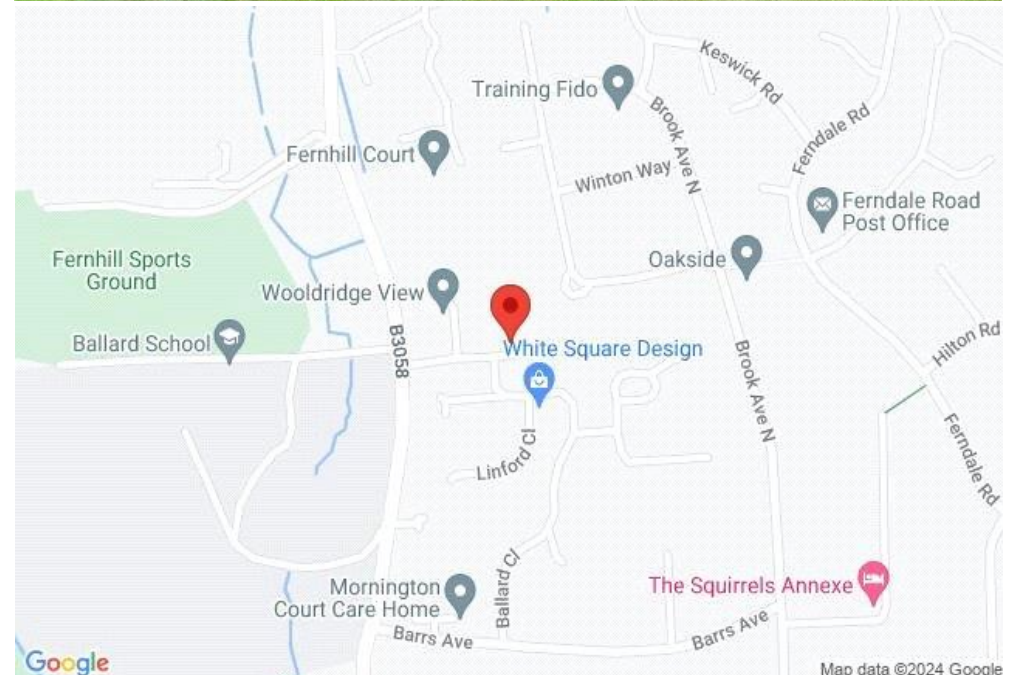 Keswick Rd
Training Fido
Brook Ave N
Ferndale Rd
Fernhill Court
Winton Way
Ferndale Road
Post Office
Fernhill Sports
Ground
Oakside
Wooldridge View
Ballard School
B3058
White Square Design
Hilton Rd
Brook Ave N
Linford Cl
Ferndale Rd
Ballard Cl
Mornington
Court Care Home
The Squirrels Annexe
Barrs Ave
Barrs Ave
Google
Map data ©2024 Google